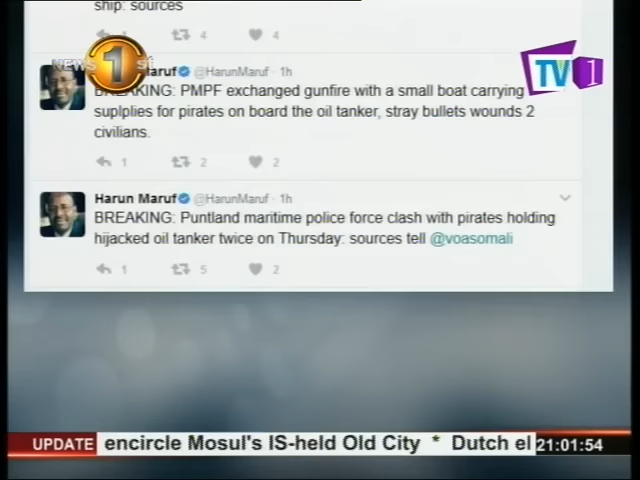 ship: sources
4
4
NEWS 1st
TV 1
Maruf @HarunMaruf · 1h
BREAKING: PMPF exchanged gunfire with a small boat carrying
suplplies for pirates on board the oil tanker, stray bullets wounds 2
civilians.
1 2 2
Harun Maruf @HarunMaruf · 1h
BREAKING: Puntland maritime police force clash with pirates holding
hijacked oil tanker twice on Thursday: sources tell @voasomali
1 5 2
UPDATE encircle Mosul's IS-held Old City * Dutch el 21:01:54